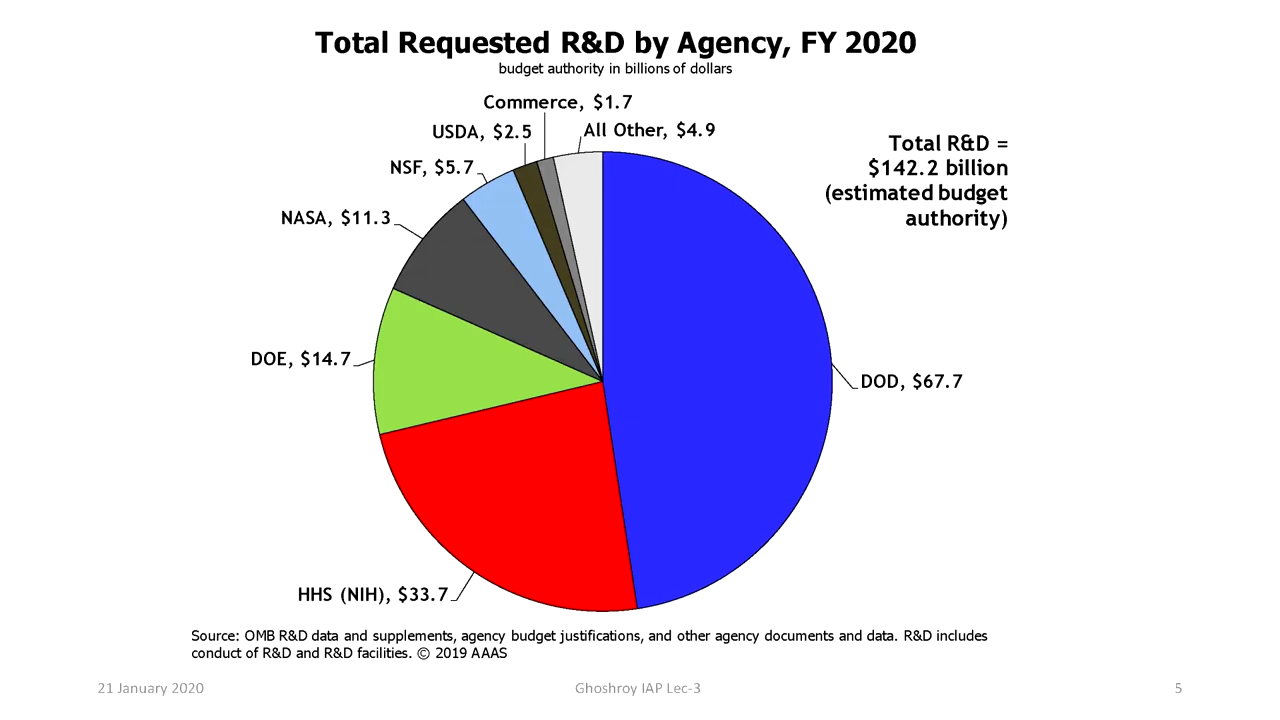 Total Requested R&D by Agency, FY 2020
budget authority in billions of dollars
Commerce, $1.7
USDA, $2.5
All Other, $4.9
NSF, $5.7
Total R&D =
$142.2 billion
(estimated budget
authority)
NASA, $11.3
DOE, $14.7
DOD, $67.7
HHS (NIH), $33.7
Source: OMB R&D data and supplements, agency budget justifications, and other agency documents and data. R&D includes
conduct of R&D and R&D facilities. © 2019 AAAS
21 January 2020
Ghoshroy IAP Lec-3
5